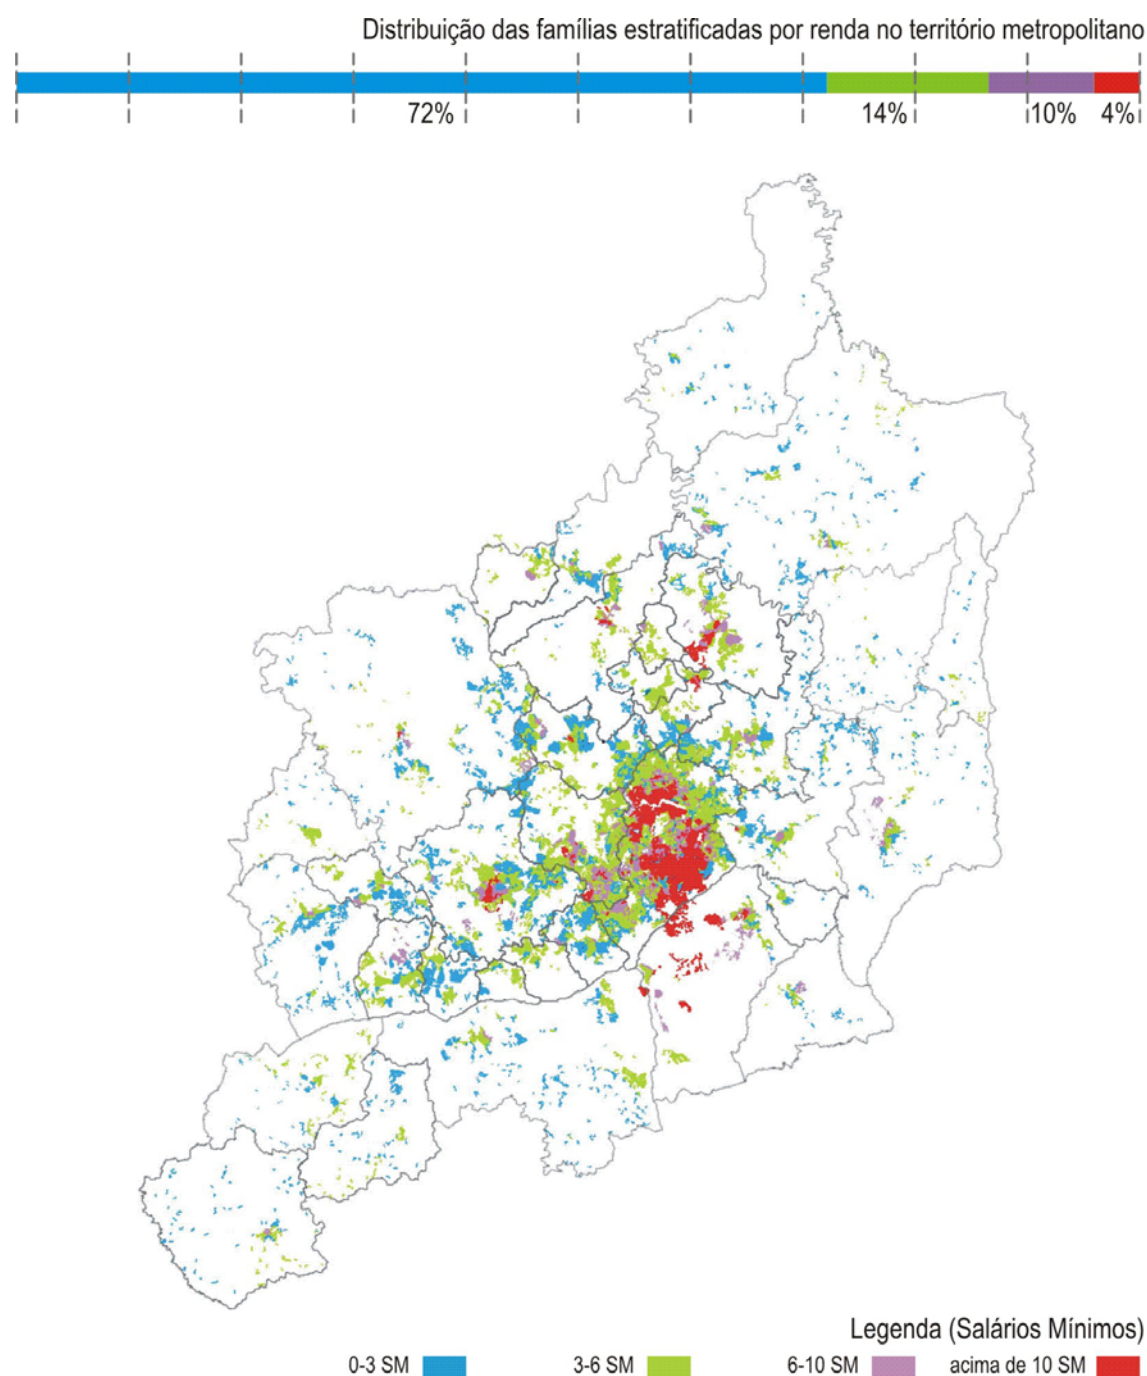 Distribuição das famílias estratificadas por renda no território metropolitano
72% 14% 10% 4%
Legenda (Salários Mínimos)
0-3 SM 3-6 SM 6-10 SM acima de 10 SM